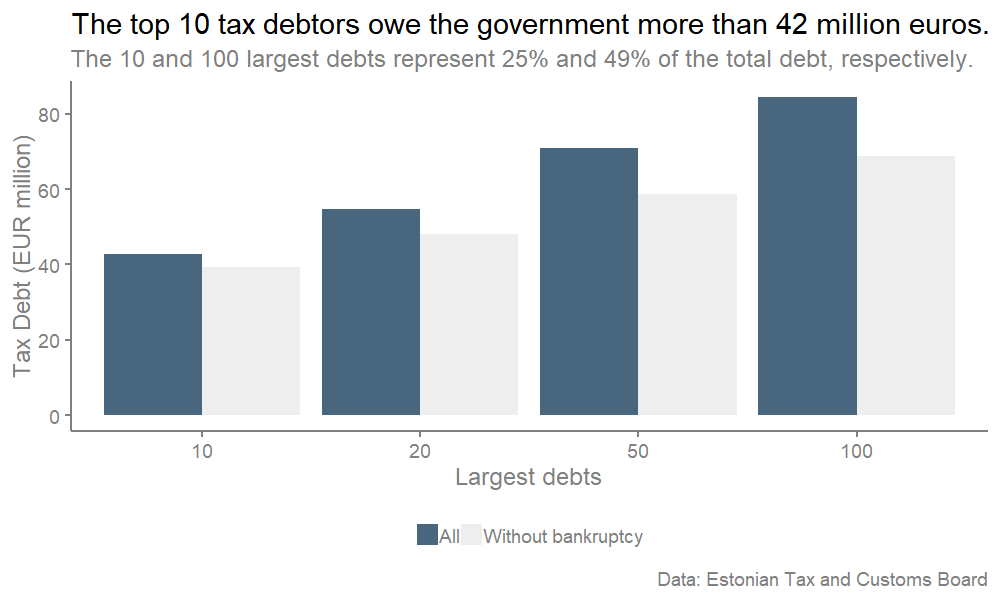 The top 10 tax debtors owe the government more than 42 million euros.
The 10 and 100 largest debts represent 25% and 49% of the total debt, respectively.
Tax Debt (EUR million)
80
60
40
20
0
10 20 50 100
Largest debts
All Without bankruptcy
Data: Estonian Tax and Customs Board